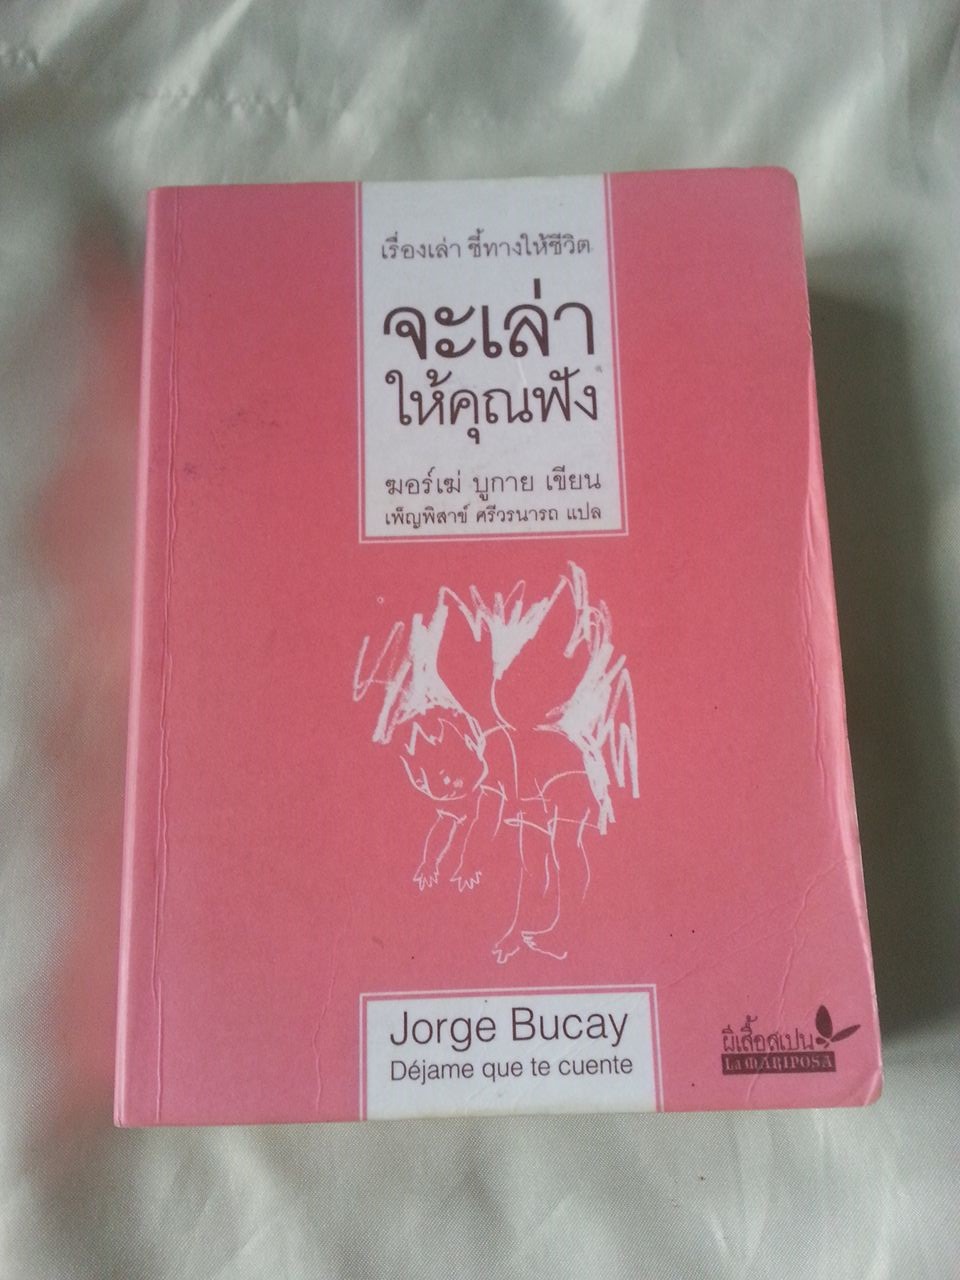 เรื่องเล่า ชี้ทางให้ชีวิต
จะเล่า
ให้คุณฟัง
ฆอร์เฆ่ บูกาย เขียน
เพ็ญพิสาข์ ศรีวรนารถ แปล
Jorge Bucay
Déjame que te cuente
ผีเสื้อสเปน
La MARIPOSA